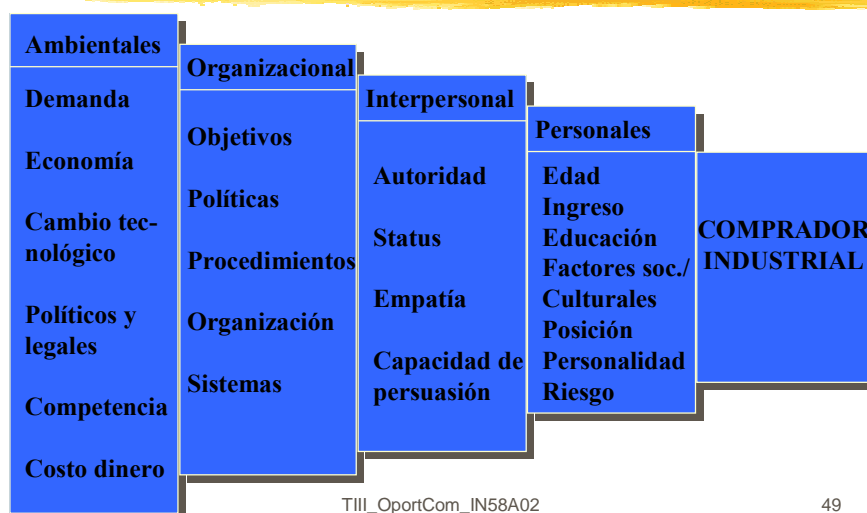 Ambientales
Demanda
Economía
Cambio tec-
nológico
Políticos y
legales
Competencia
Costo dinero
Organizacional
Objetivos
Políticas
Procedimientos
Organización
Sistemas
Interpersonal
Autoridad
Status
Empatía
Capacidad de
persuasión
Personales
Edad
Ingreso
Educación
Factores soc./
Culturales
Posición
Personalidad
Riesgo
COMPRADOR
INDUSTRIAL
TIII_OportCom_IN58A02
49